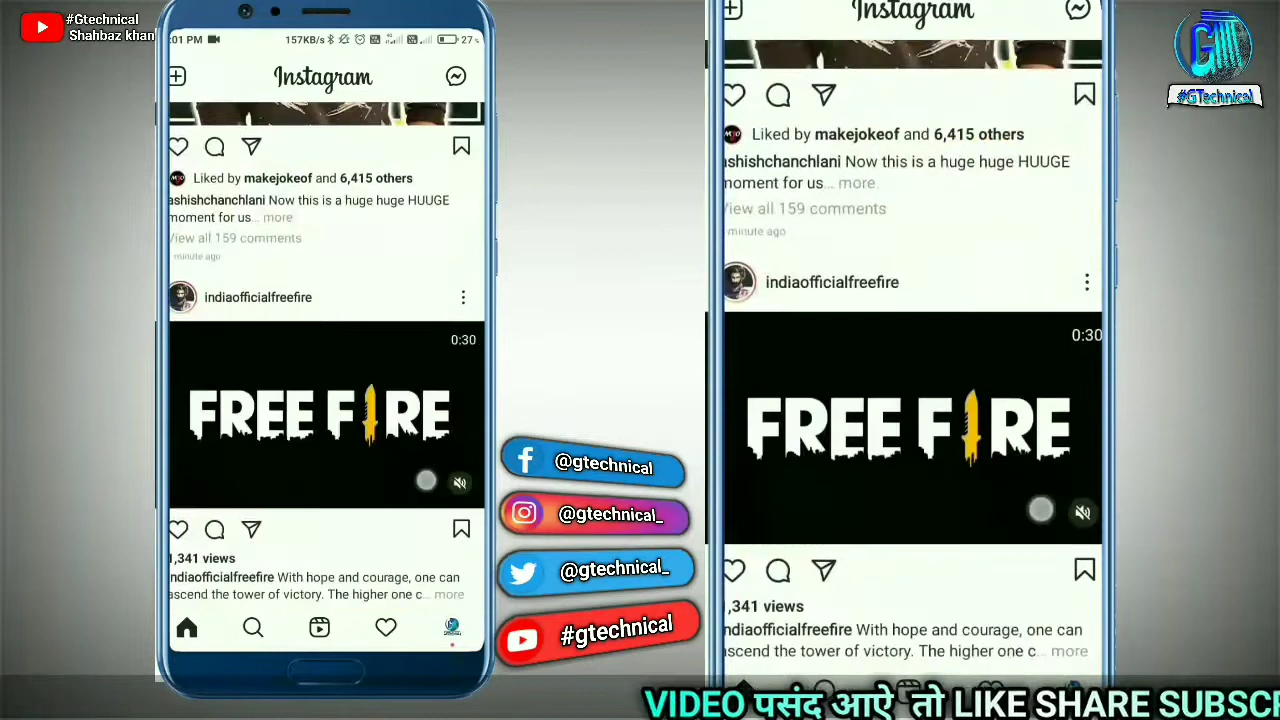 #Gtechnical
Shahbaz khan
:01 PM
157KB/s
27
Instagram
Liked by makejokeof and 6,415 others
ashishchanchlani Now this is a huge huge HUUGE
moment for us... more
View all 159 comments
minute ago
indiaofficialfreefire
0:30
FREE FIRE
1,341 views
indiaofficialfreefire With hope and courage, one can
ascend the tower of victory. The higher one c... more
@gtechnical
@gtechnical_
@gtechnical_
#gtechnical
Instagram
Liked by makejokeof and 6,415 others
ashishchanchlani Now this is a huge huge HUUGE
moment for us... more.
View all 159 comments
minute ago
indiaofficialfreefire
0:30
FREE FIRE
,341 views
indiaofficialfreefire With hope and courage, one can
ascend the tower of victory. The higher one c... more
G
#GTechnical
VIDEO पसंद आऐ तो LIKE SHARE SUBSC